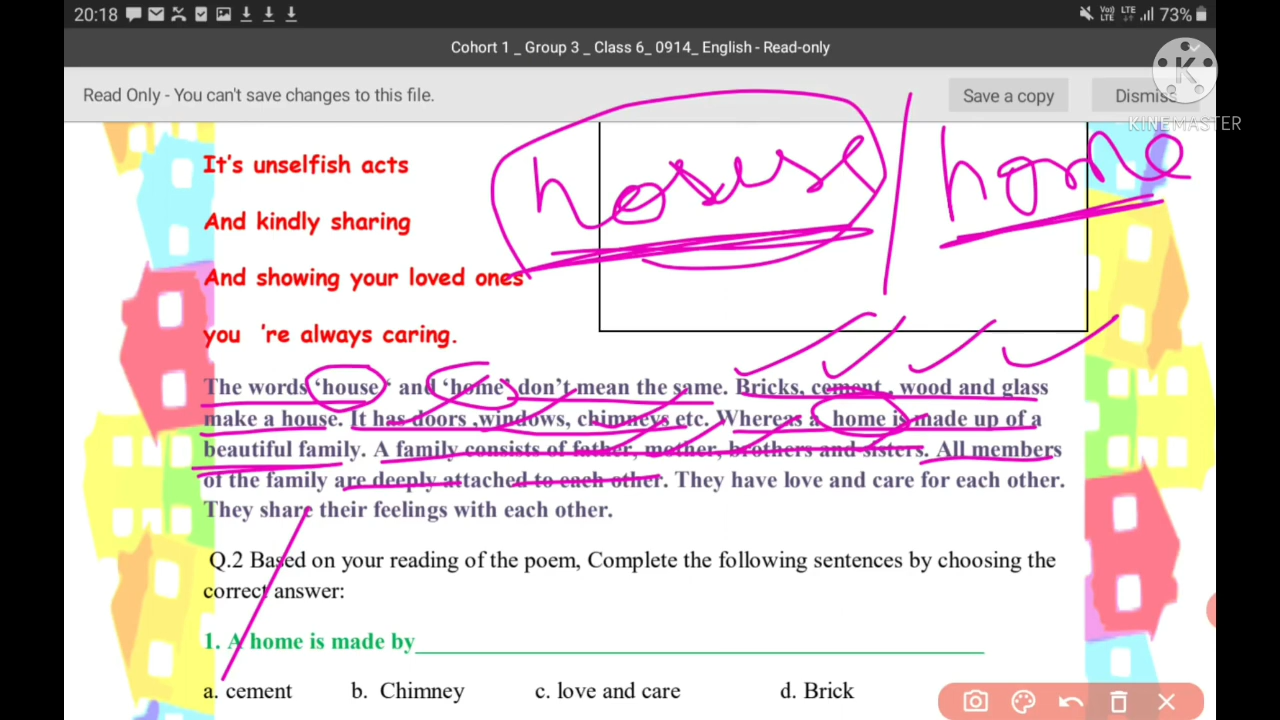 20:18
Vo) LTE LTE 73%
Cohort 1 _ Group 3 _ Class 6_ 0914_ English - Read-only
Read Only - You can't save changes to this file.
Save a copy
Dismiss
K
KINEMASTER
It's unselfish acts
And kindly sharing
And showing your loved ones
you 're always caring.
house / home
The words 'house ' and 'home' don't mean the same. Bricks, cement , wood and glass
make a house. It has doors ,windows, chimneys etc. Whereas a home is made up of a
beautiful family. A family consists of father, mother, brothers and sisters. All members
of the family are deeply attached to each other. They have love and care for each other.
They share their feelings with each other.
Q.2 Based on your reading of the poem, Complete the following sentences by choosing the
correct answer:
1. A home is made by____________________
a. cement b. Chimney c. love and care d. Brick